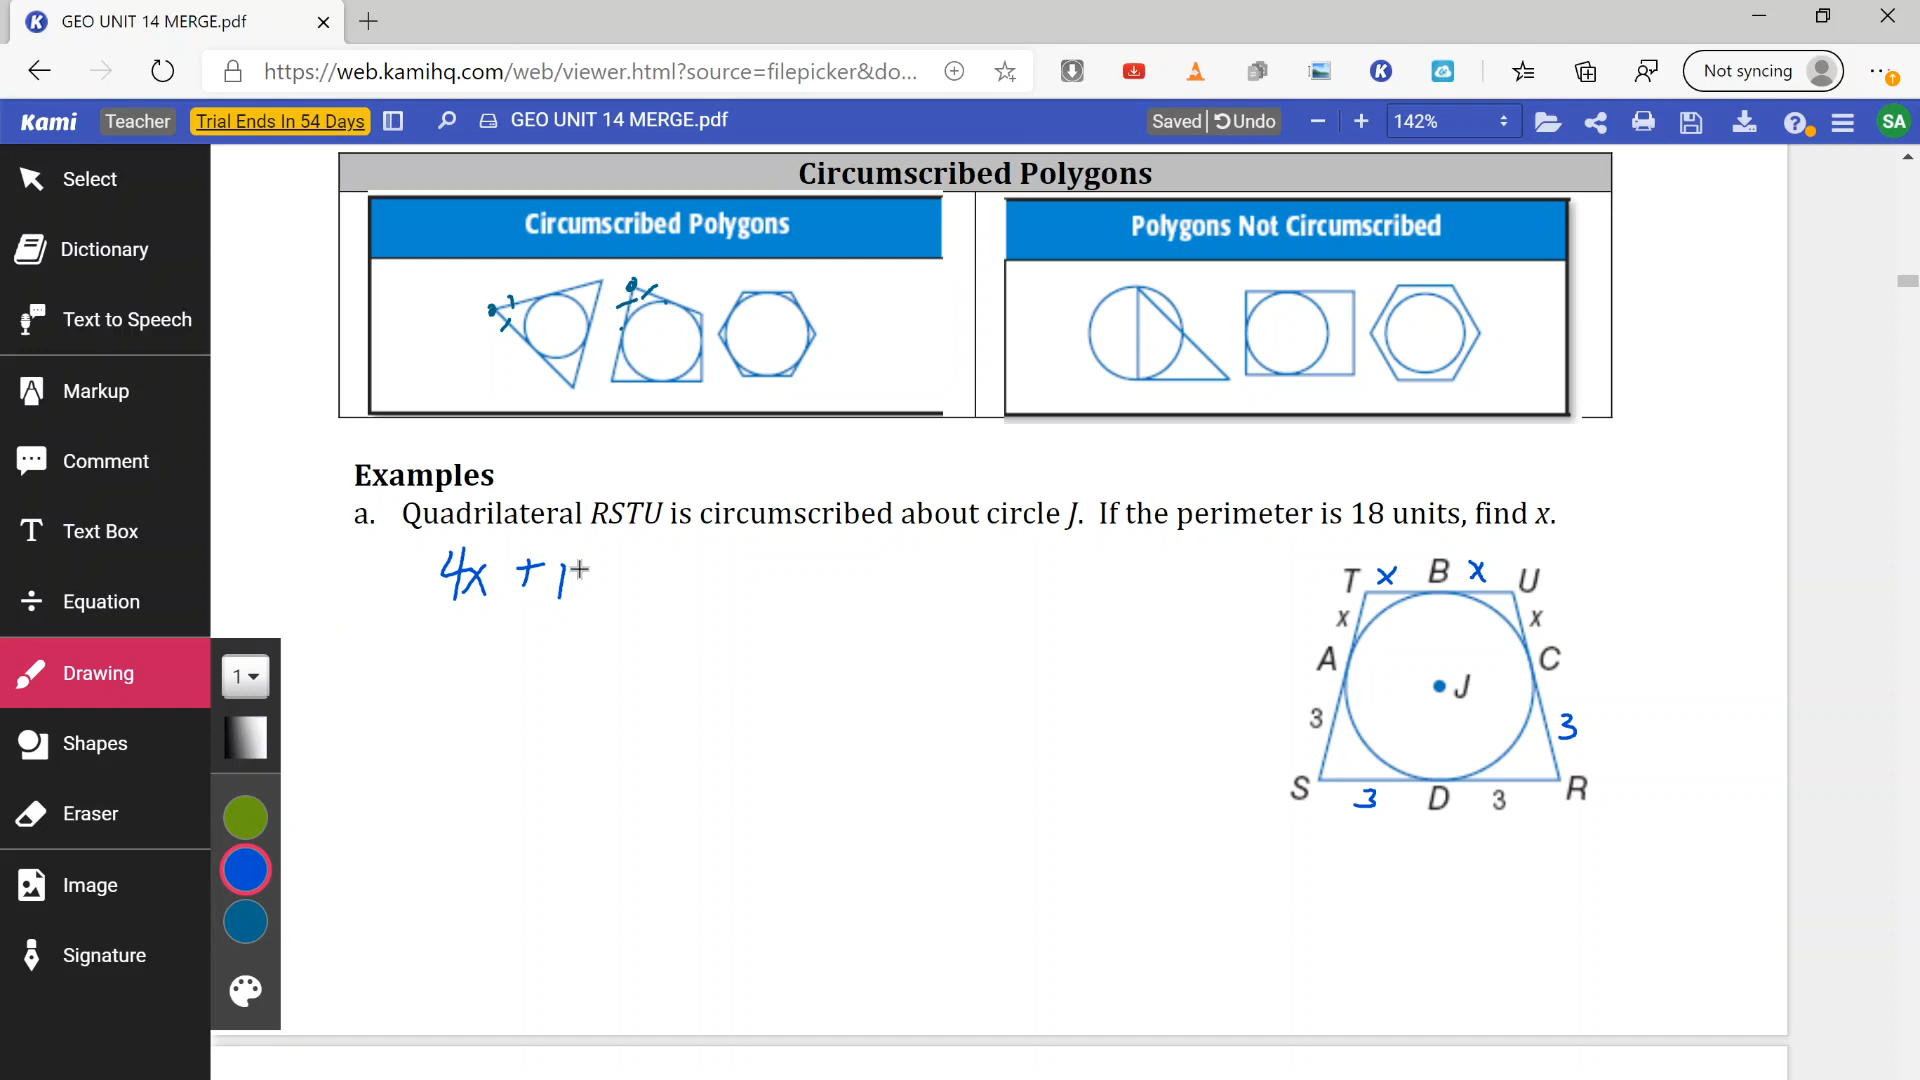 GEO UNIT 14 MERGE.pdf
https://web.kamihq.com/web/viewer.html?source=filepicker&do...
Not syncing
Kami
Teacher
Trial Ends In 54 Days
GEO UNIT 14 MERGE.pdf
Saved
Undo
142%
SA
Select
Dictionary
Text to Speech
Markup
Comment
Text Box
Equation
Drawing
Shapes
Eraser
Image
Signature
1
Circumscribed Polygons
Circumscribed Polygons
Polygons Not Circumscribed
Examples
a. Quadrilateral RSTU is circumscribed about circle J. If the perimeter is 18 units, find x.
4x + 1
T x B x U
x x
A C
J
3 3
S 3 D 3 R